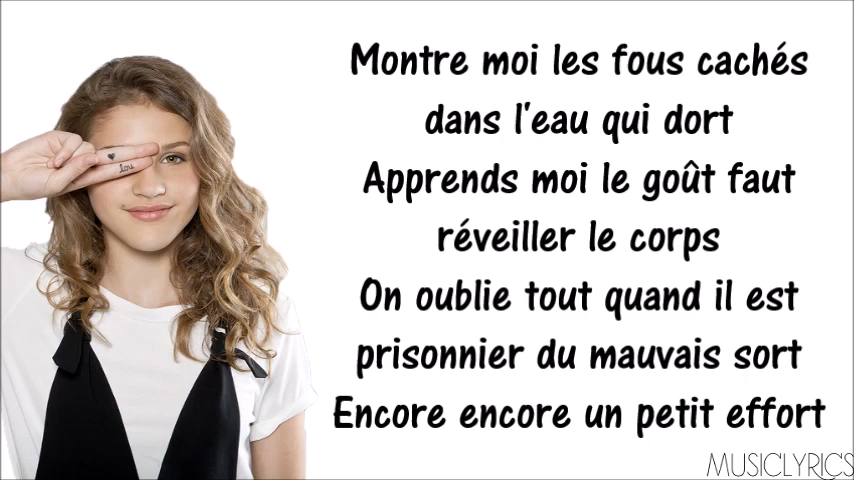 Montre moi les fous cachés
dans l'eau qui dort
Apprends moi le goût faut
réveiller le corps
On oublie tout quand il est
prisonnier du mauvais sort
Encore encore un petit effort
lou
MUSICLYRICS